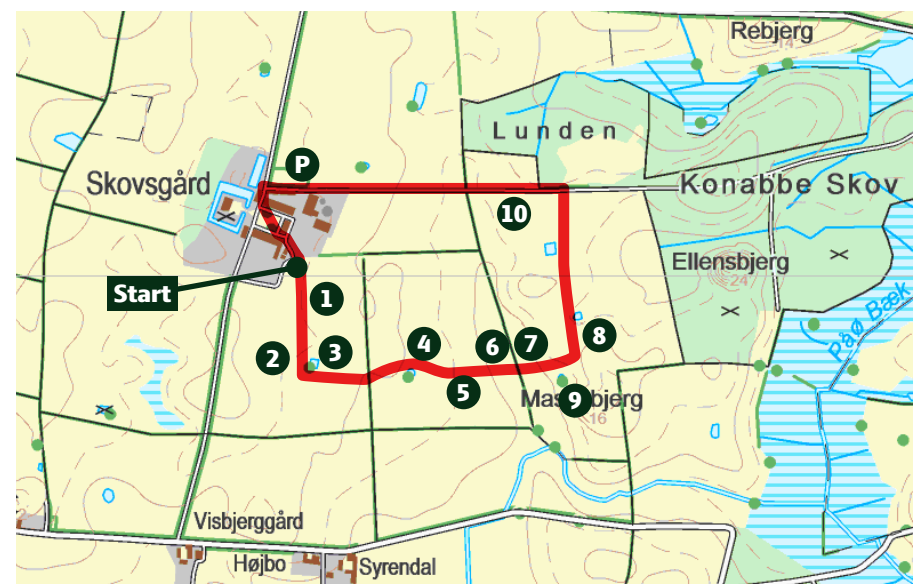 Rebjerg
14
Lunden
P
Skovsgård
Konabbe Skov
10
Ellensbjerg
24
Start
1
Påø Bæk
2
3
4
6
7
8
5
9
16
Visbjerggård
Højbo
Syrendal